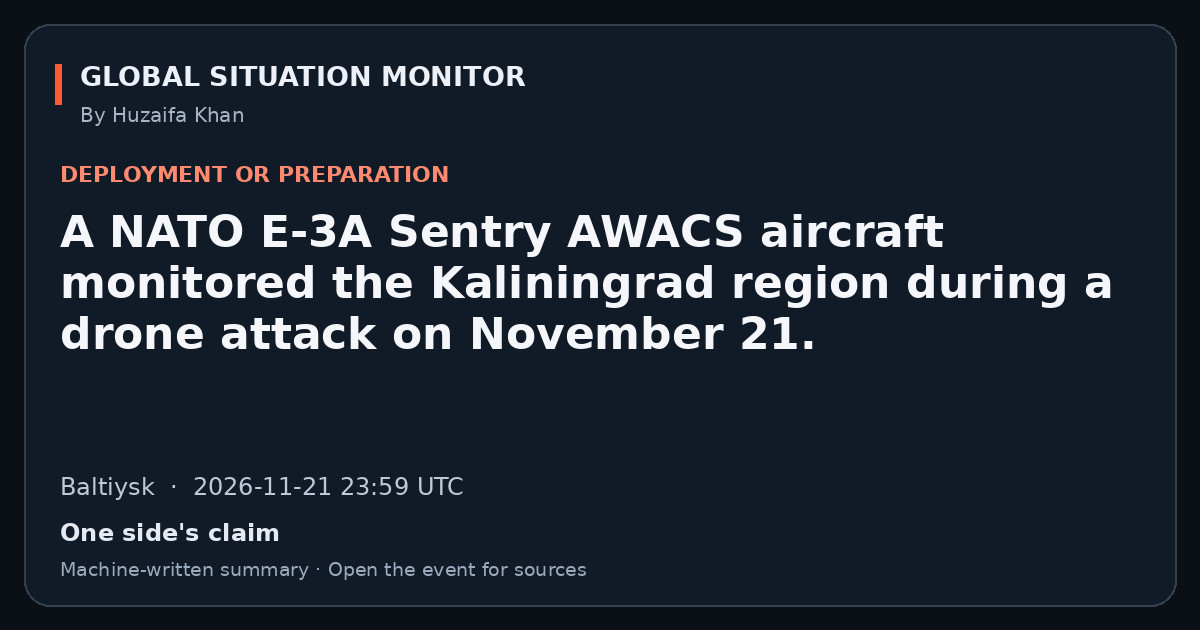 GLOBAL SITUATION MONITOR
By Huzaifa Khan
DEPLOYMENT OR PREPARATION
A NATO E-3A Sentry AWACS aircraft
monitored the Kaliningrad region during a
drone attack on November 21.
Baltiysk · 2026-11-21 23:59 UTC
One side's claim
Machine-written summary · Open the event for sources